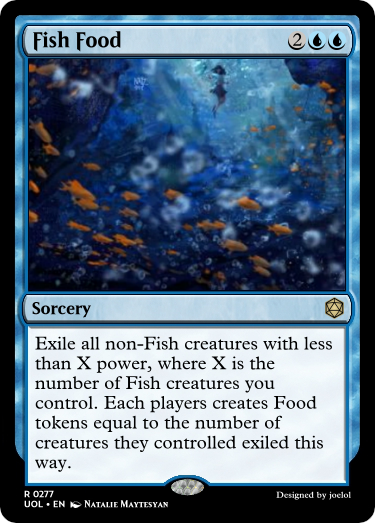 Fish Food 2
Sorcery
Exile all non-Fish creatures with less
than X power, where X is the
number of Fish creatures you
control. Each players creates Food
tokens equal to the number of
creatures they controlled exiled this
way.
R 0277
UOL • EN Natalie Maytesyan
Designed by joelol